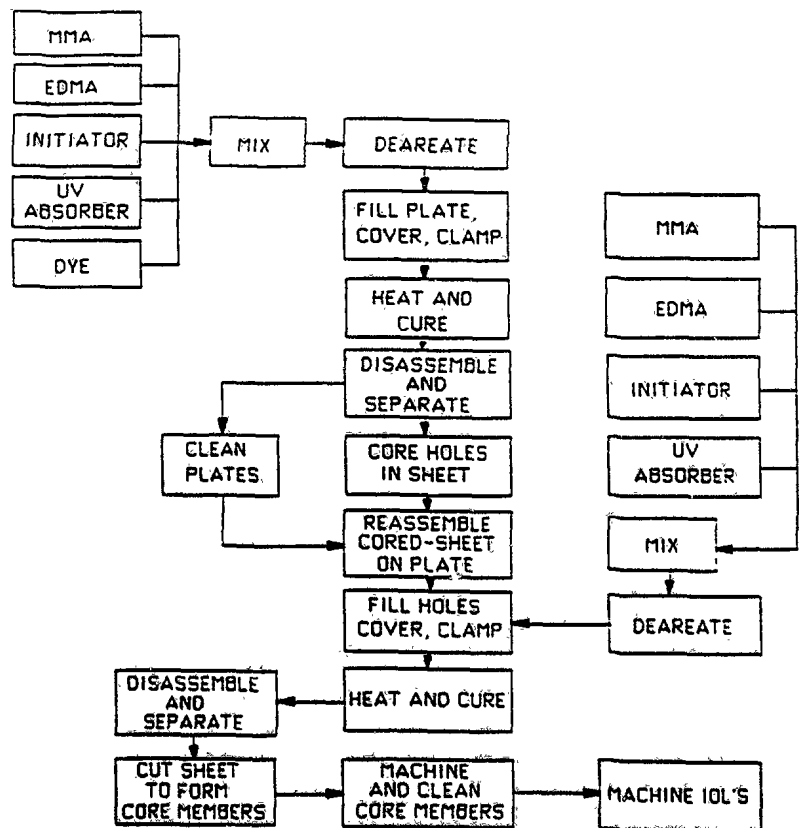 MMA
EDMA
INITIATOR
UV
ABSORBER
DYE
MIX
DEAREATE
FILL PLATE,
COVER, CLAMP
HEAT AND
CURE
DISASSEMBLE
AND
SEPARATE
CLEAN
PLATES
CORE HOLES
IN SHEET
REASSEMBLE
CORED-SHEET
ON PLATE
MMA
EDMA
INITIATOR
UV
ABSORBER
MIX
DEAREATE
FILL HOLES
COVER, CLAMP
HEAT AND CURE
DISASSEMBLE
AND
SEPARATE
CUT SHEET
TO FORM
CORE MEMBERS
MACHINE
AND CLEAN
CORE MEMBERS
MACHINE IOL'S